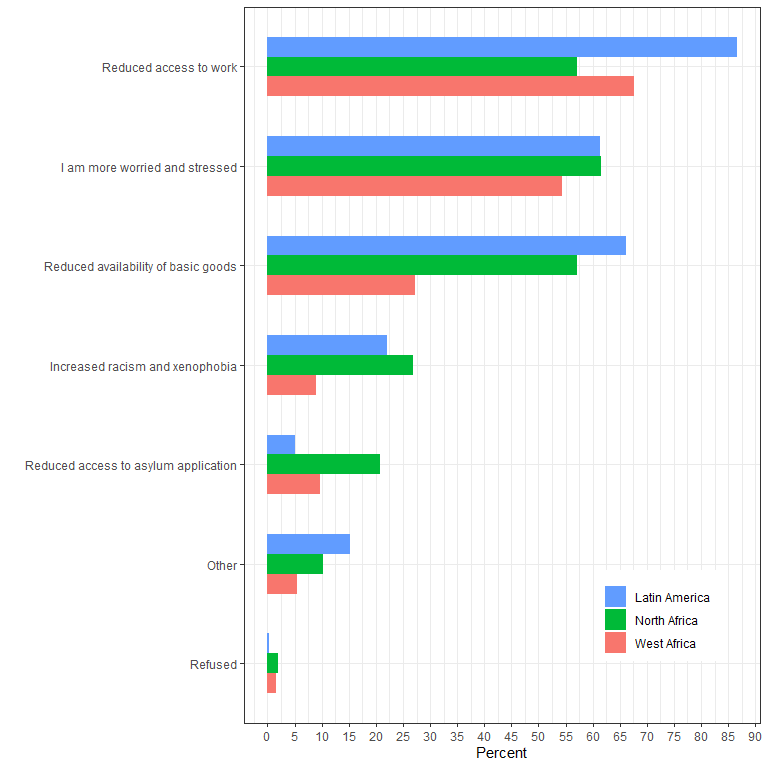 Reduced access to work
I am more worried and stressed
Reduced availability of basic goods
Increased racism and xenophobia
Reduced access to asylum application
Other
Refused
Latin America
North Africa
West Africa
0 5 10 15 20 25 30 35 40 45 50 55 60 65 70 75 80 85 90
Percent